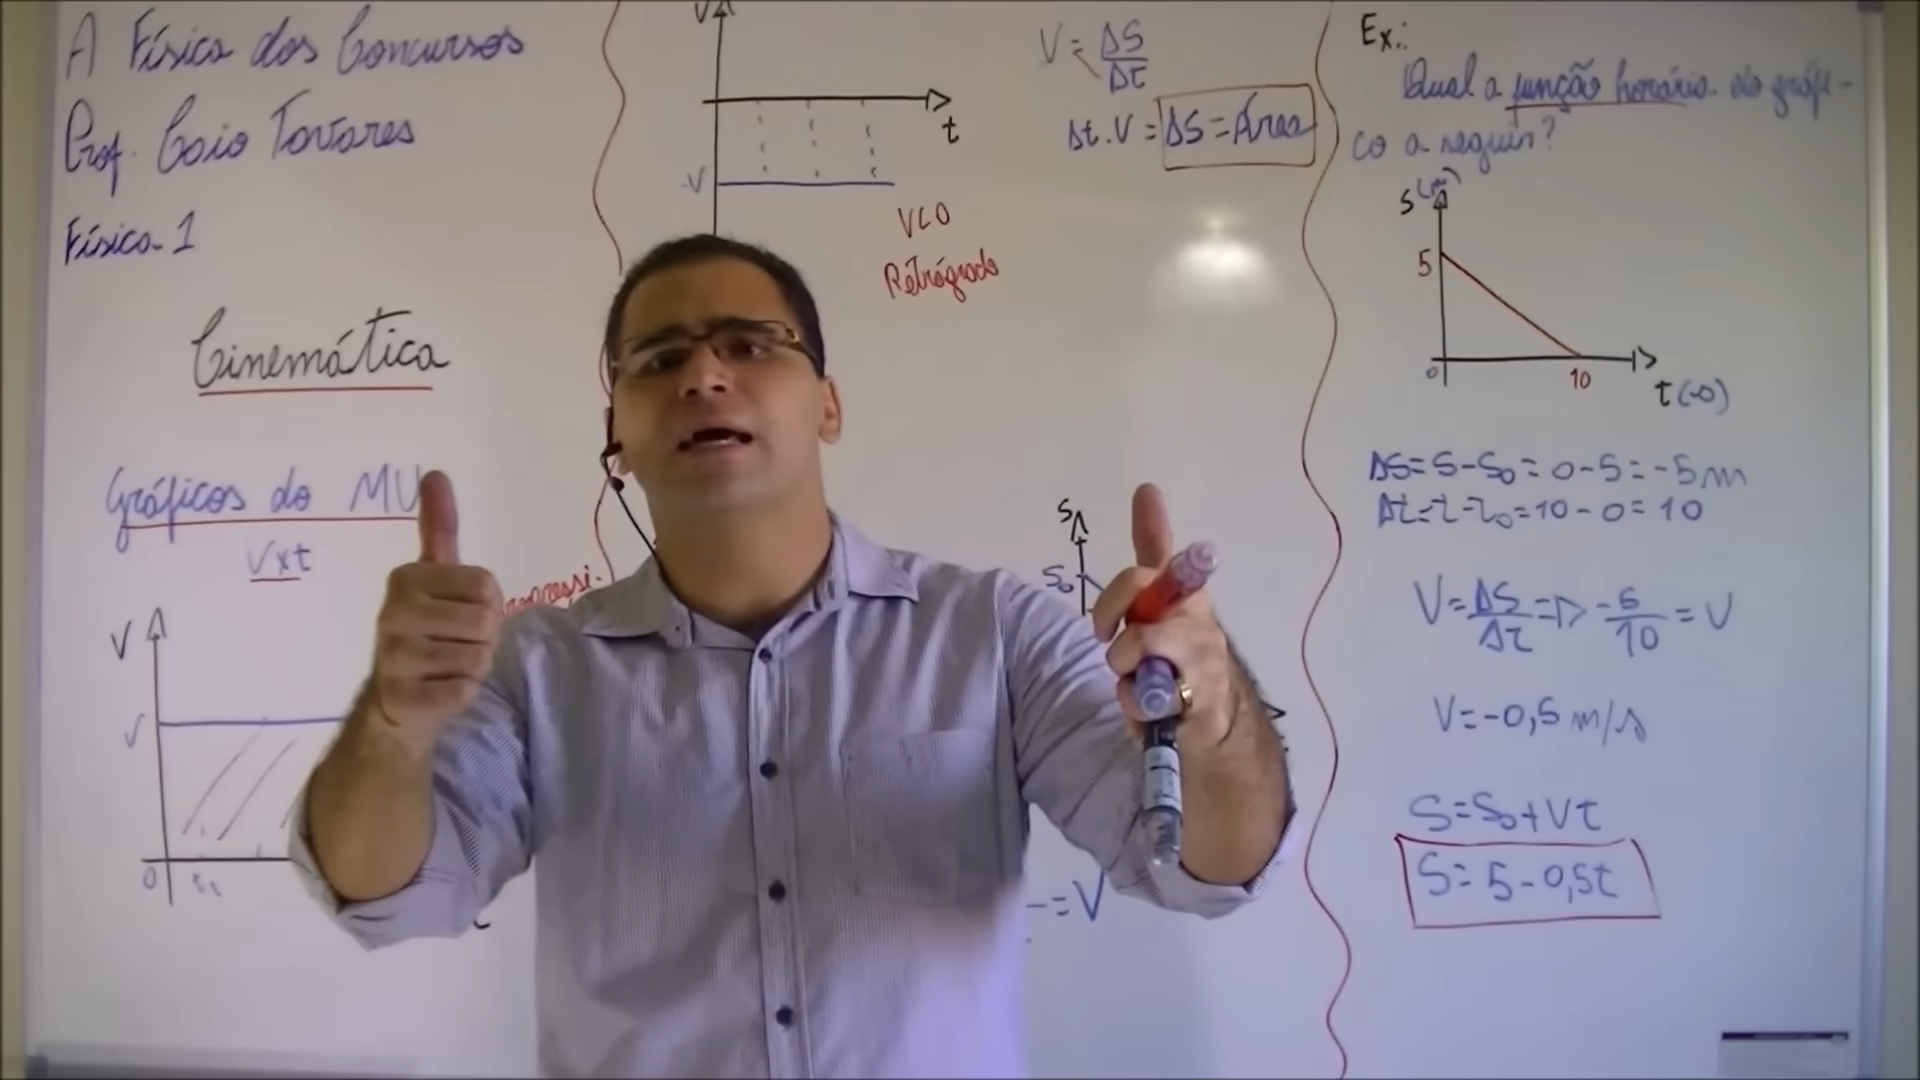 A Física dos Concursos
Prof. Caio Tavares
Física 1
Cinemática
Gráficos do MU
V x t
V
V
0
t
V
t
-V
V<0
Retrógrado
V = ΔS/Δt
Δt.V = ΔS = Área
S
S₀
= V
Ex.:
Qual a função horária do gráfi-
co a seguir?
S(m)
5
0
10
t(s)
ΔS = S - S₀ = 0 - 5 = -5m
Δt = t - t₀ = 10 - 0 = 10
V = ΔS/Δt => -5/10 = V
V = -0,5 m/s
S = S₀ + Vt
S = 5 - 0,5t